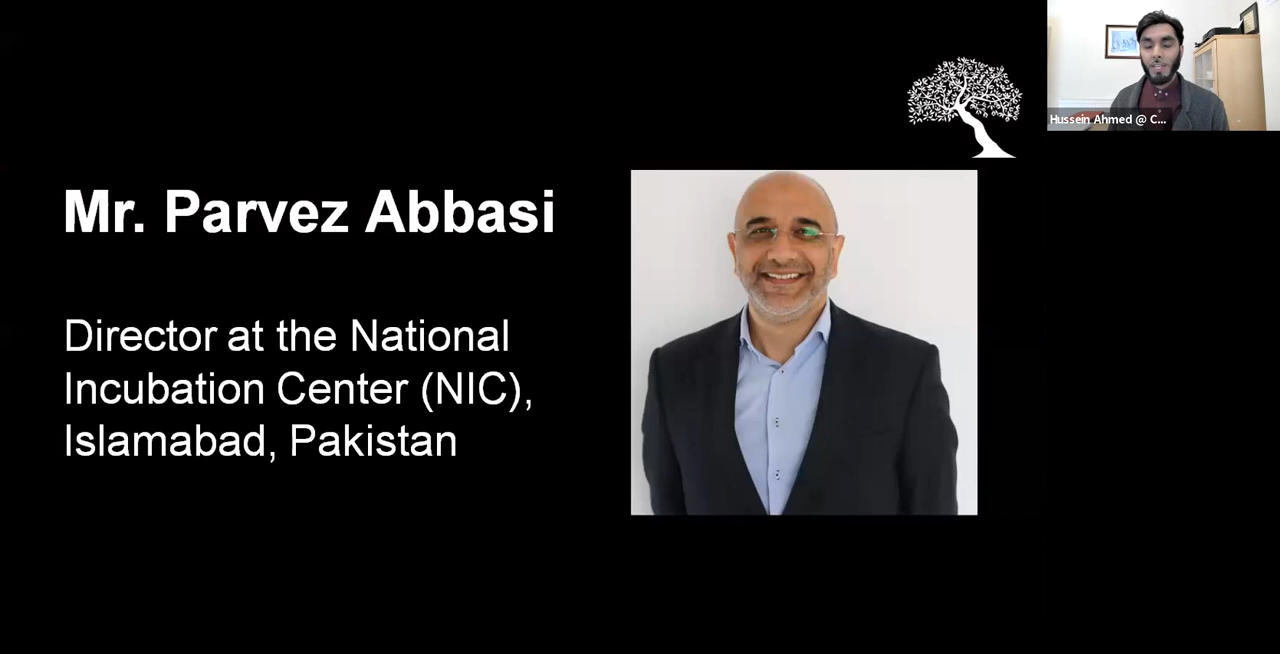 Hussein Ahmed @ C...
Mr. Parvez Abbasi
Director at the National
Incubation Center (NIC),
Islamabad, Pakistan